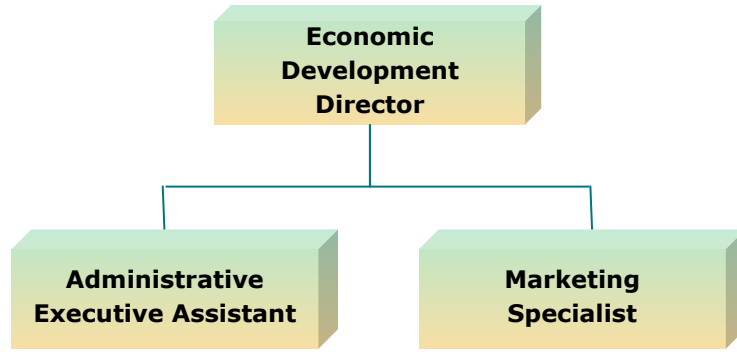 Economic
Development
Director
Administrative
Executive Assistant
Marketing
Specialist